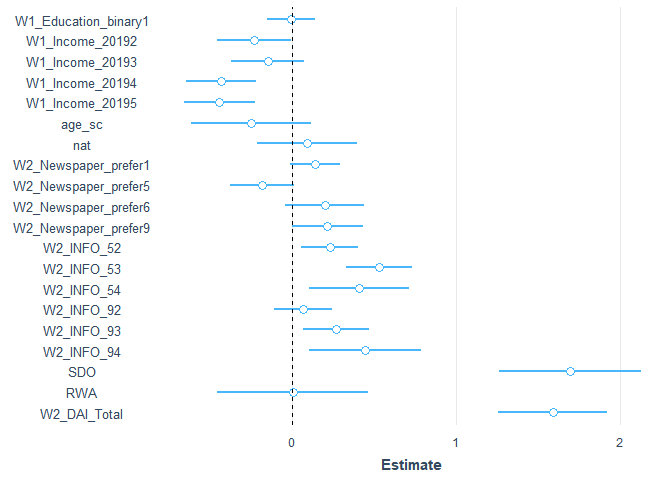 W1_Education_binary1
W1_Income_20192
W1_Income_20193
W1_Income_20194
W1_Income_20195
age_sc
nat
W2_Newspaper_prefer1
W2_Newspaper_prefer5
W2_Newspaper_prefer6
W2_Newspaper_prefer9
W2_INFO_52
W2_INFO_53
W2_INFO_54
W2_INFO_92
W2_INFO_93
W2_INFO_94
SDO
RWA
W2_DAI_Total
0 1 2
Estimate